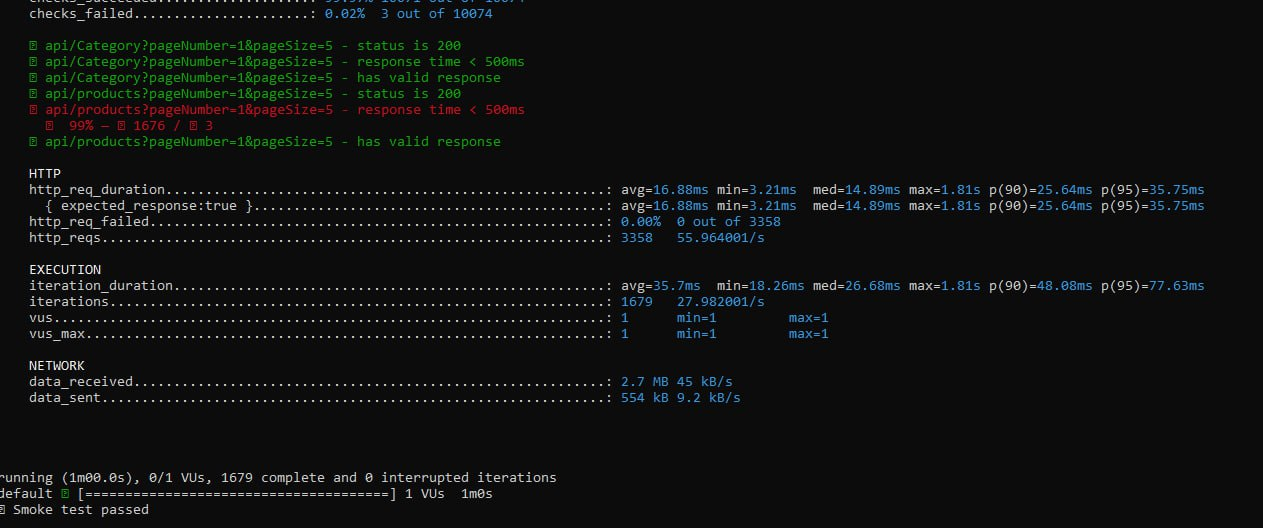 checks_succeeded...................: 99.97% 10071 out of 10074
checks_failed......................: 0.02%  3 out of 10074
api/Category?pageNumber=1&pageSize=5 - status is 200
api/Category?pageNumber=1&pageSize=5 - response time < 500ms
api/Category?pageNumber=1&pageSize=5 - has valid response
api/products?pageNumber=1&pageSize=5 - status is 200
api/products?pageNumber=1&pageSize=5 - response time < 500ms
99% — 1676 / 3
api/products?pageNumber=1&pageSize=5 - has valid response
HTTP
http_req_duration.......................................................: avg=16.88ms min=3.21ms  med=14.89ms max=1.81s p(90)=25.64ms p(95)=35.75ms
{ expected_response:true }............................................: avg=16.88ms min=3.21ms  med=14.89ms max=1.81s p(90)=25.64ms p(95)=35.75ms
http_req_failed.........................................................: 0.00%  0 out of 3358
http_reqs...............................................................: 3358   55.964001/s
EXECUTION
iteration_duration......................................................: avg=35.7ms  min=18.26ms med=26.68ms max=1.81s p(90)=48.08ms p(95)=77.63ms
iterations..............................................................: 1679   27.982001/s
vus.....................................................................: 1      min=1         max=1
vus_max.................................................................: 1      min=1         max=1
NETWORK
data_received...........................................................: 2.7 MB 45 kB/s
data_sent...............................................................: 554 kB 9.2 kB/s
running (1m00.0s), 0/1 VUs, 1679 complete and 0 interrupted iterations
default [======================================] 1 VUs  1m0s
Smoke test passed